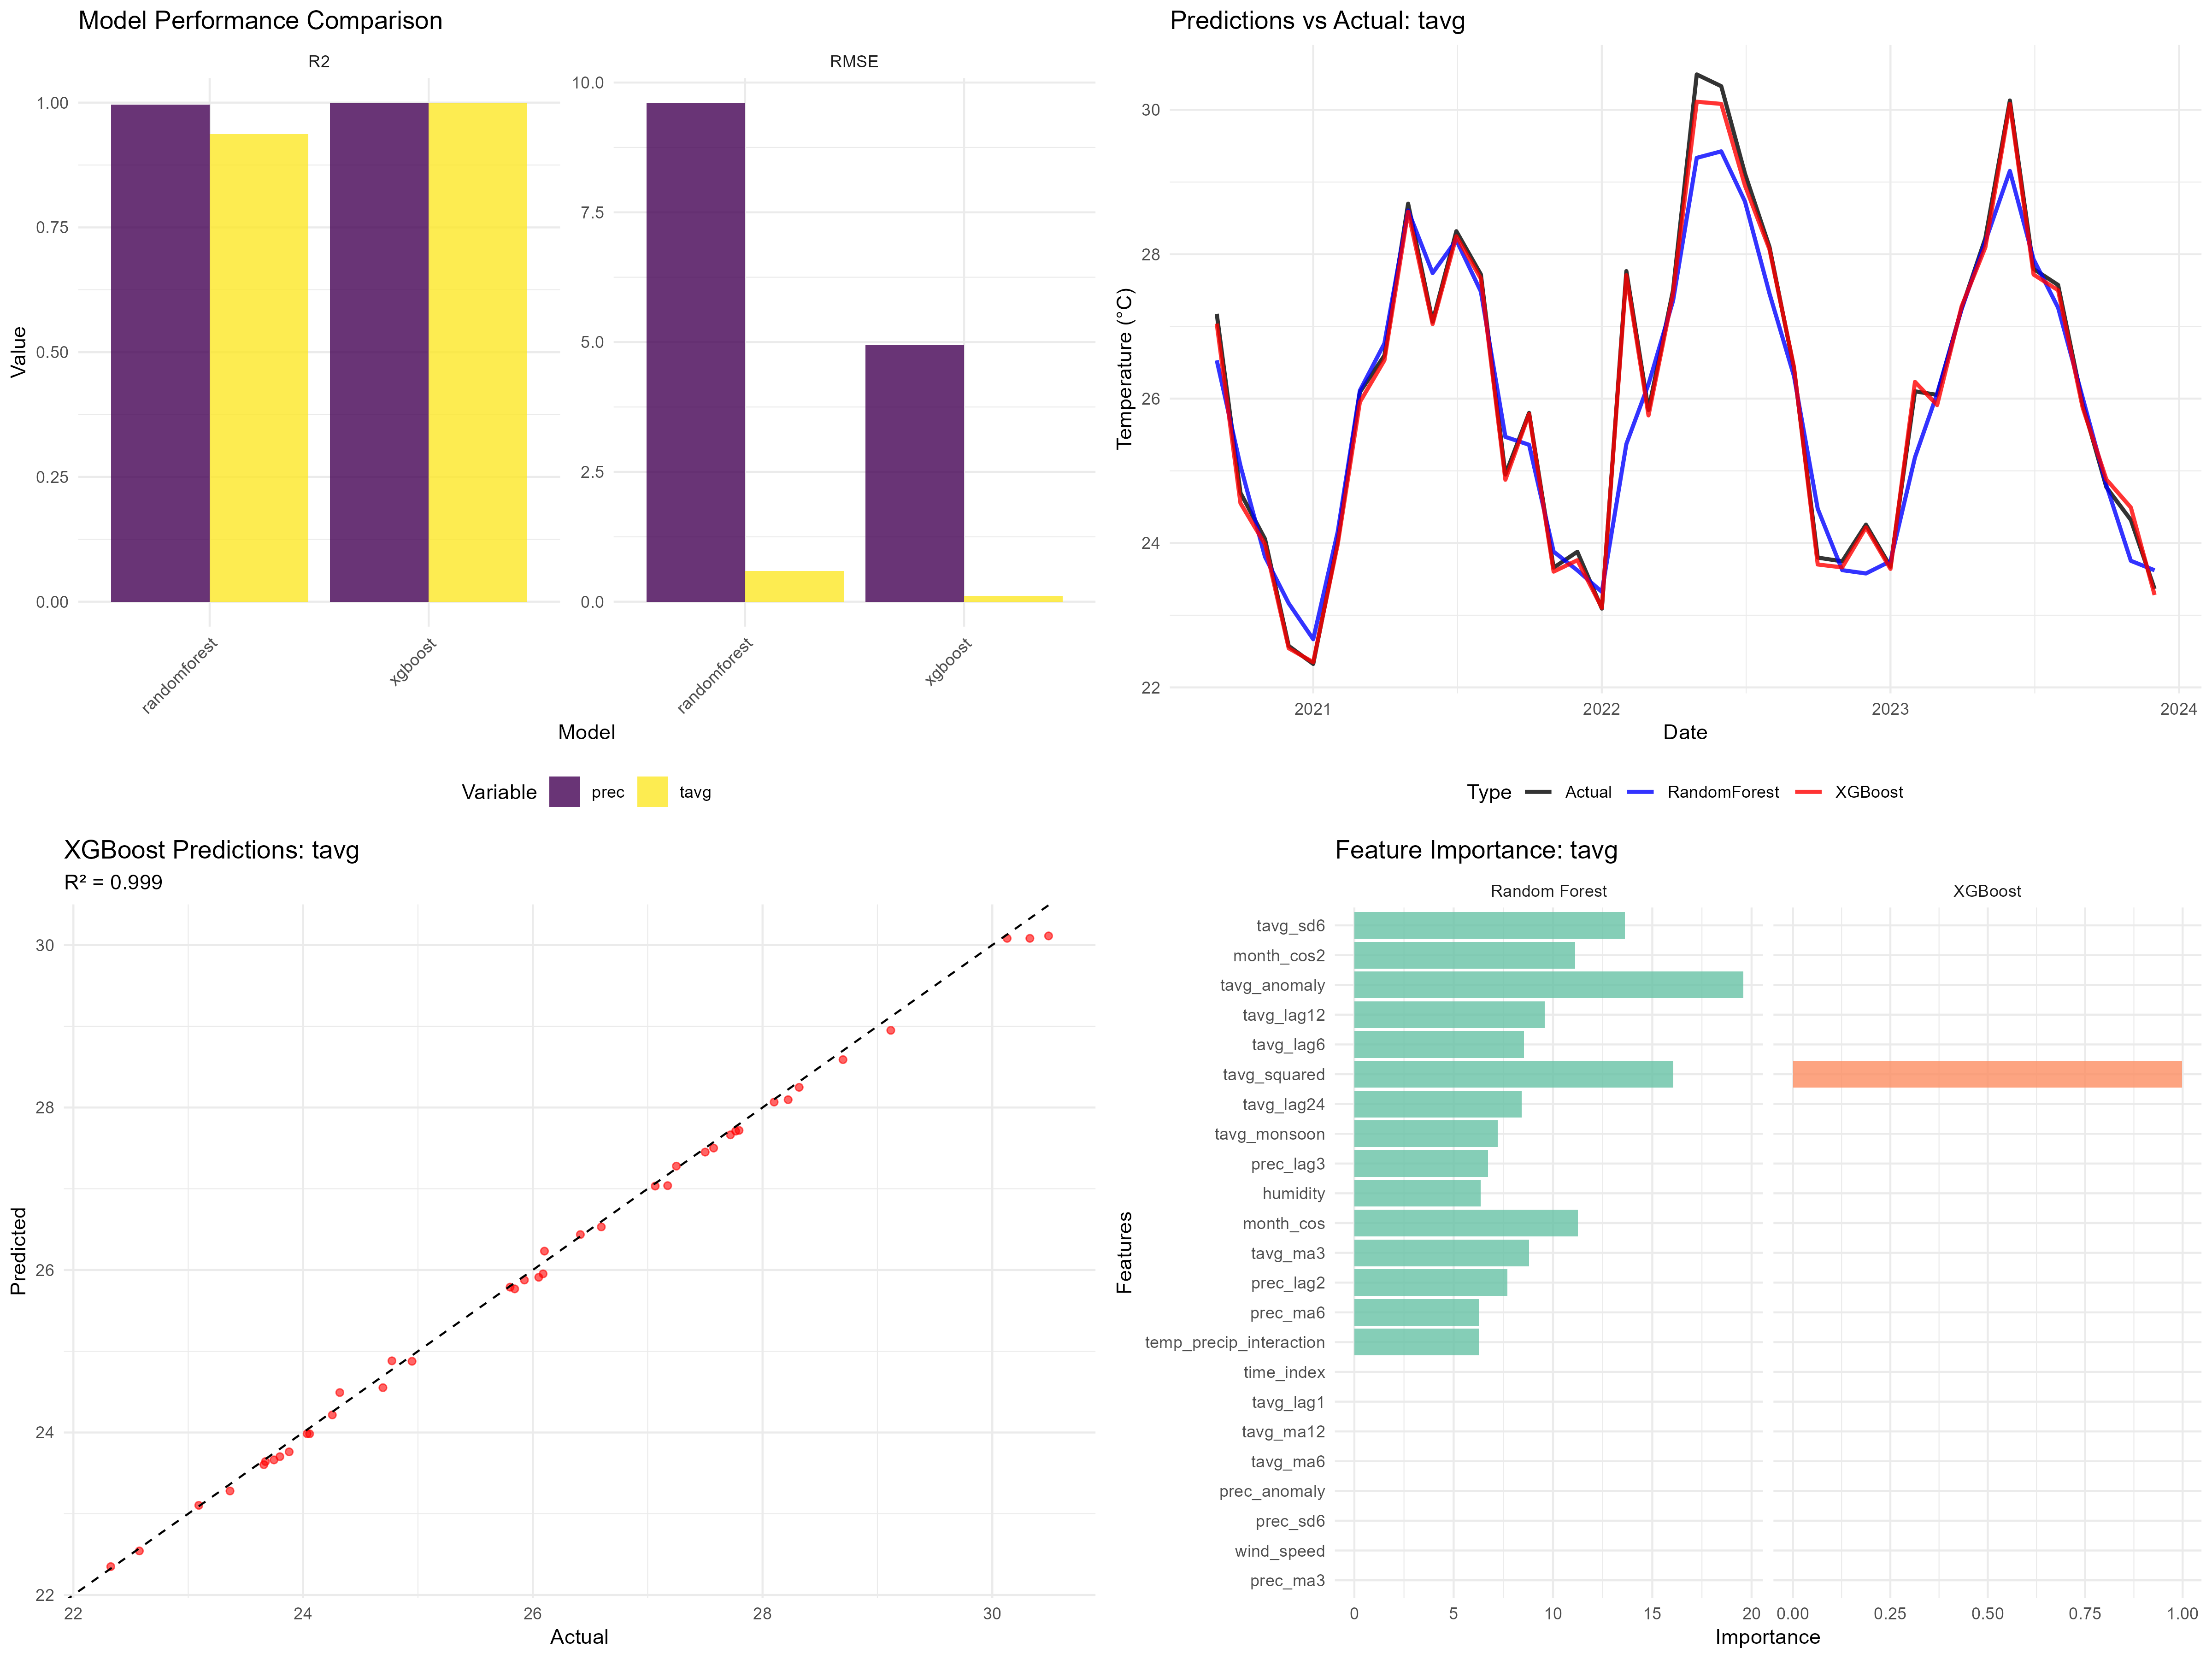 Model Performance Comparison
R2
RMSE
Value
1.00
0.75
0.50
0.25
0.00
10.0
7.5
5.0
2.5
0.0
randomforest
xgboost
randomforest
xgboost
Model
Variable prec tavg
Predictions vs Actual: tavg
Temperature (°C)
30
28
26
24
22
2021 2022 2023 2024
Date
Type Actual RandomForest XGBoost
XGBoost Predictions: tavg
R² = 0.999
Predicted
30
28
26
24
22
22 24 26 28 30
Actual
Feature Importance: tavg
Random Forest
XGBoost
Features
tavg_sd6
month_cos2
tavg_anomaly
tavg_lag12
tavg_lag6
tavg_squared
tavg_lag24
tavg_monsoon
prec_lag3
humidity
month_cos
tavg_ma3
prec_lag2
prec_ma6
temp_precip_interaction
time_index
tavg_lag1
tavg_ma12
tavg_ma6
prec_anomaly
prec_sd6
wind_speed
prec_ma3
0 5 10 15 20
0.00 0.25 0.50 0.75 1.00
Importance